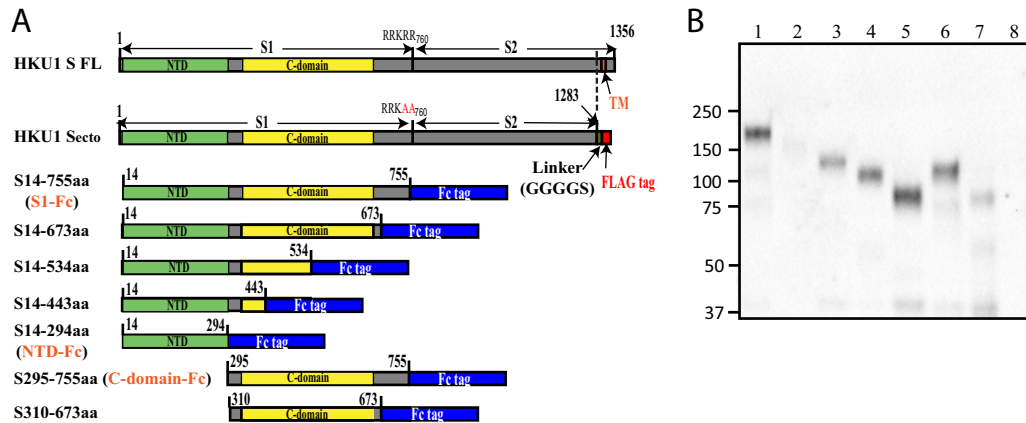 A
1
S1
RRKRR760
S2
1356
HKU1 S FL
NTD
C-domain
TM
1
S1
RRKAA760
S2
1283
HKU1 Secto
NTD
C-domain
Linker
(GGGGS)
FLAG tag
S14-755aa
(S1-Fc)
14
755
NTD
C-domain
Fc tag
S14-673aa
14
673
NTD
C-domain
Fc tag
S14-534aa
14
534
NTD
Fc tag
S14-443aa
14
443
NTD
Fc tag
S14-294aa
(NTD-Fc)
14
294
NTD
Fc tag
S295-755aa (C-domain-Fc)
295
755
C-domain
Fc tag
S310-673aa
310
673
C-domain
Fc tag
B
1 2 3 4 5 6 7 8
250
150
100
75
50
37